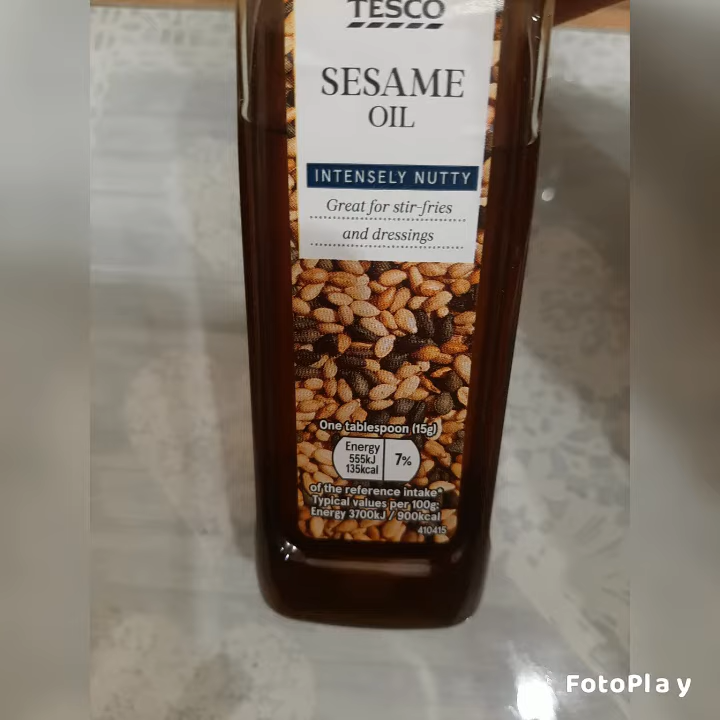 TESCO
SESAME
OIL
INTENSELY NUTTY
Great for stir-fries
and dressings
One tablespoon (15g)
Energy
555kJ
135kcal
7%
of the reference intake*
Typical values per 100g:
Energy 3700kJ / 900kcal
410415
FotoPlay